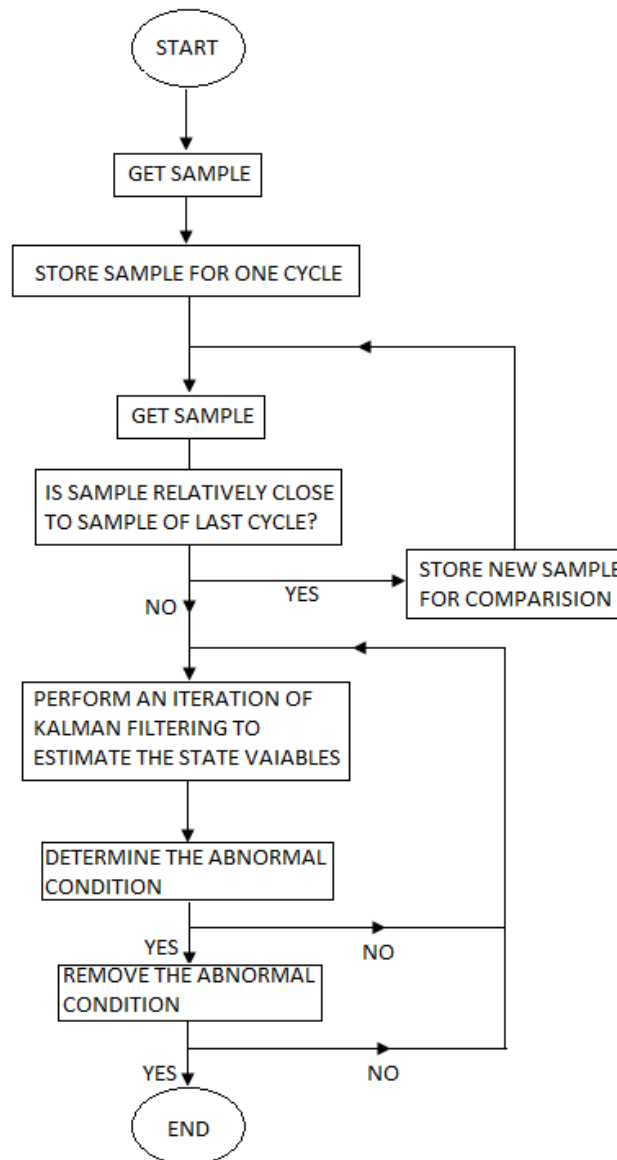 START
GET SAMPLE
STORE SAMPLE FOR ONE CYCLE
GET SAMPLE
IS SAMPLE RELATIVELY CLOSE
TO SAMPLE OF LAST CYCLE?
YES
STORE NEW SAMPLE
FOR COMPARISION
NO
PERFORM AN ITERATION OF
KALMAN FILTERING TO
ESTIMATE THE STATE VAIABLES
DETERMINE THE ABNORMAL
CONDITION
YES
NO
REMOVE THE ABNORMAL
CONDITION
YES
NO
END